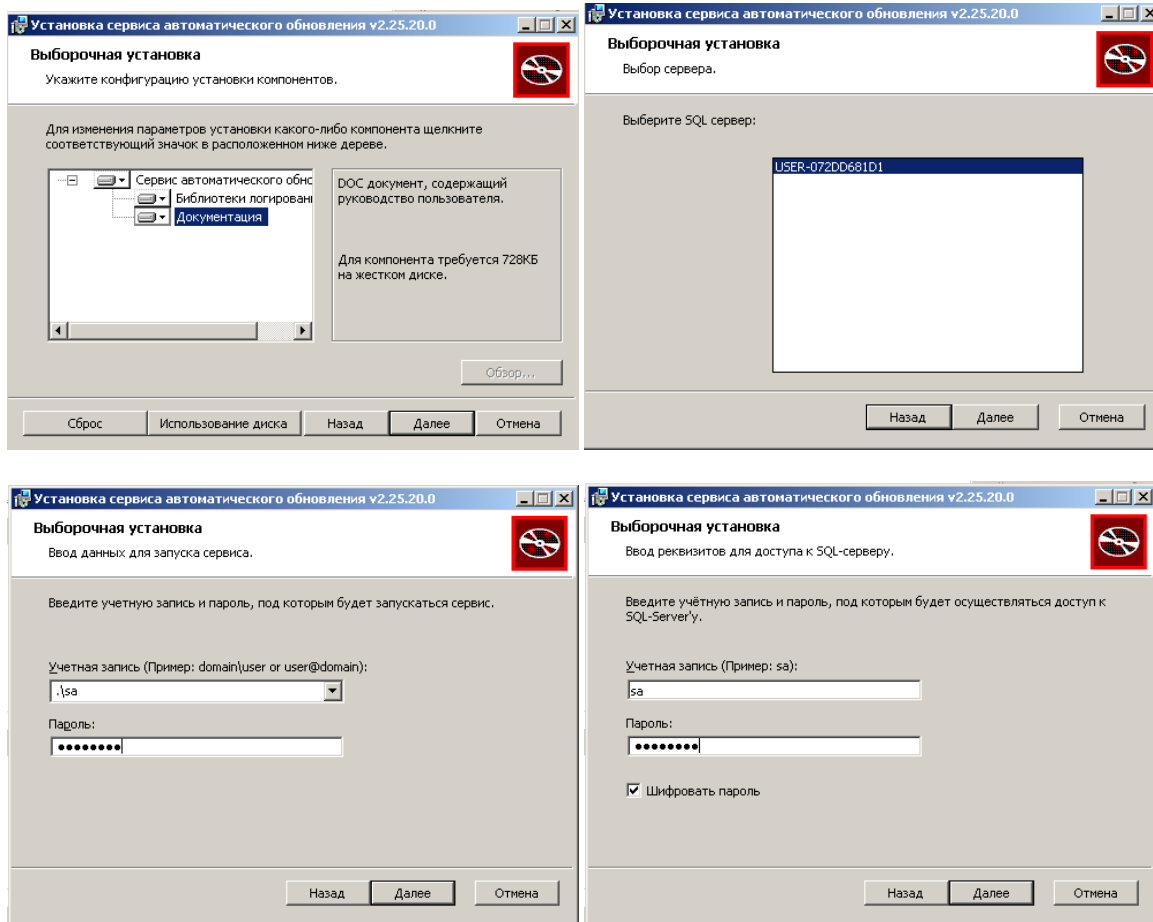 Установка сервиса автоматического обновления v2.25.20.0
Выборочная установка
Укажите конфигурацию установки компонентов.
Для изменения параметров установки какого-либо компонента щелкните
соответствующий значок в расположенном ниже дереве.
Сервис автоматического обно
Библиотеки логировани
Документация
DOC документ, содержащий
руководство пользователя.
Для компонента требуется 728КБ
на жестком диске.
Обзор...
Сброс
Использование диска
Назад
Далее
Отмена
Установка сервиса автоматического обновления v2.25.20.0
Выборочная установка
Выбор сервера.
Выберите SQL сервер:
USER-072DD681D1
Назад
Далее
Отмена
Установка сервиса автоматического обновления v2.25.20.0
Выборочная установка
Ввод данных для запуска сервиса.
Введите учетную запись и пароль, под которым будет запускаться сервис.
Учетная запись (Пример: domain\user or user@domain):
.\sa
Пароль:
••••••••
Назад
Далее
Отмена
Установка сервиса автоматического обновления v2.25.20.0
Выборочная установка
Ввод реквизитов для доступа к SQL-серверу.
Введите учётную запись и пароль, под которым будет осуществляться доступ к
SQL-Server'у.
Учетная запись (Пример: sa):
sa
Пароль:
••••••••
Шифровать пароль
Назад
Далее
Отмена